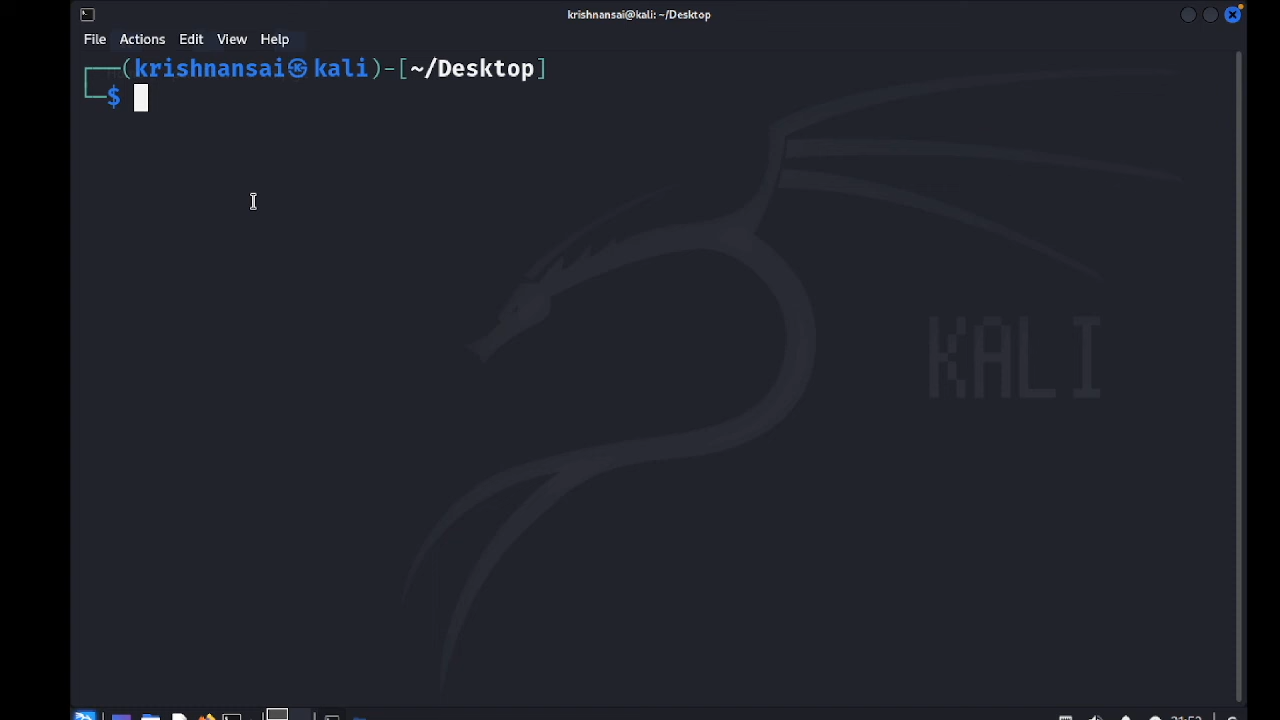 krishnansai@kali: ~/Desktop
File Actions Edit View Help
┌──(krishnansai㉿kali)-[~/Desktop]
└─$
KALI